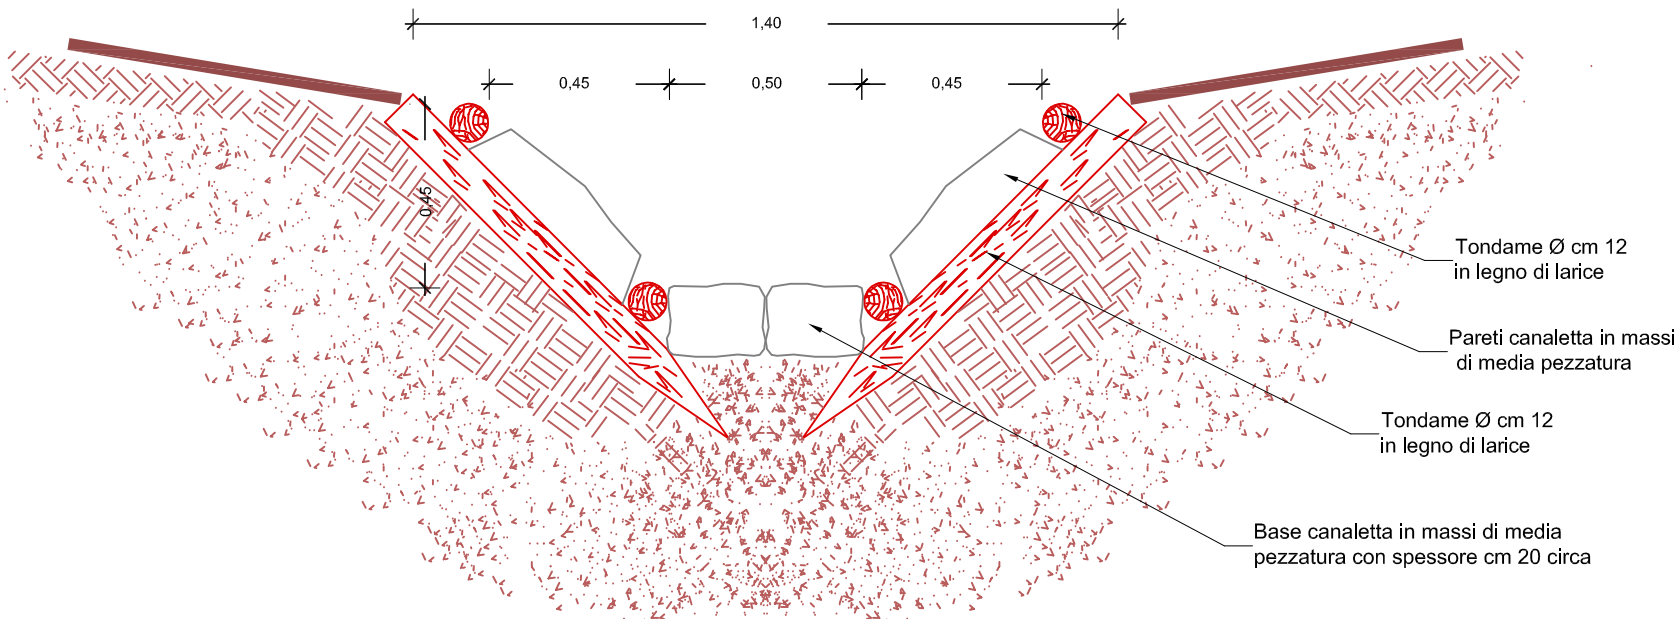 1,40
0,45
0,50
0,45
0,45
Tondame Ø cm 12
in legno di larice
Pareti canaletta in massi
di media pezzatura
Tondame Ø cm 12
in legno di larice
Base canaletta in massi di media
pezzatura con spessore cm 20 circa